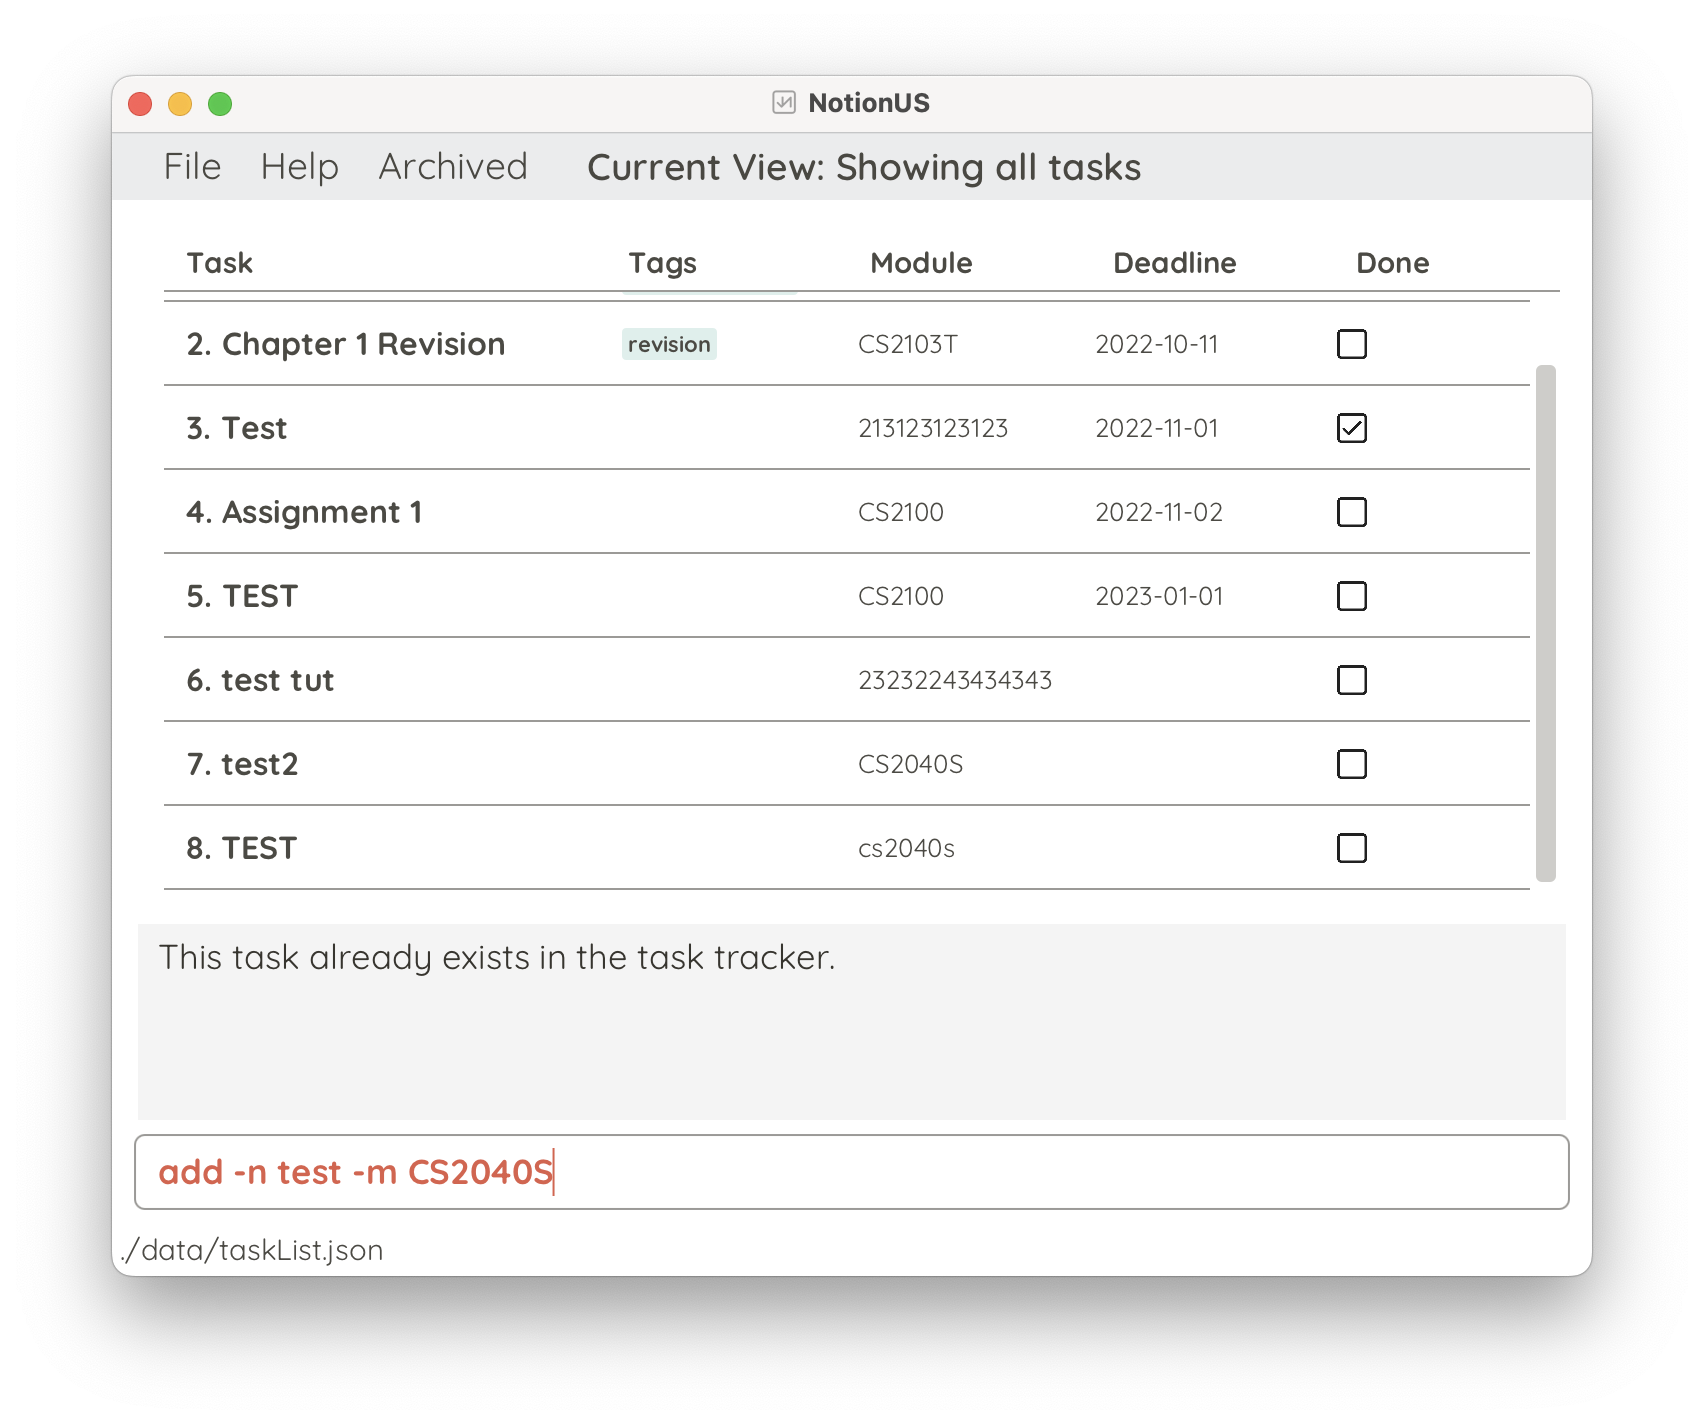 NotionUS
File Help Archived Current View: Showing all tasks
Task Tags Module Deadline Done
2. Chapter 1 Revision revision CS2103T 2022-10-11
3. Test 213123123123 2022-11-01
4. Assignment 1 CS2100 2022-11-02
5. TEST CS2100 2023-01-01
6. test tut 23232243434343
7. test2 CS2040S
8. TEST cs2040s
This task already exists in the task tracker.
add -n test -m CS2040S
./data/taskList.json